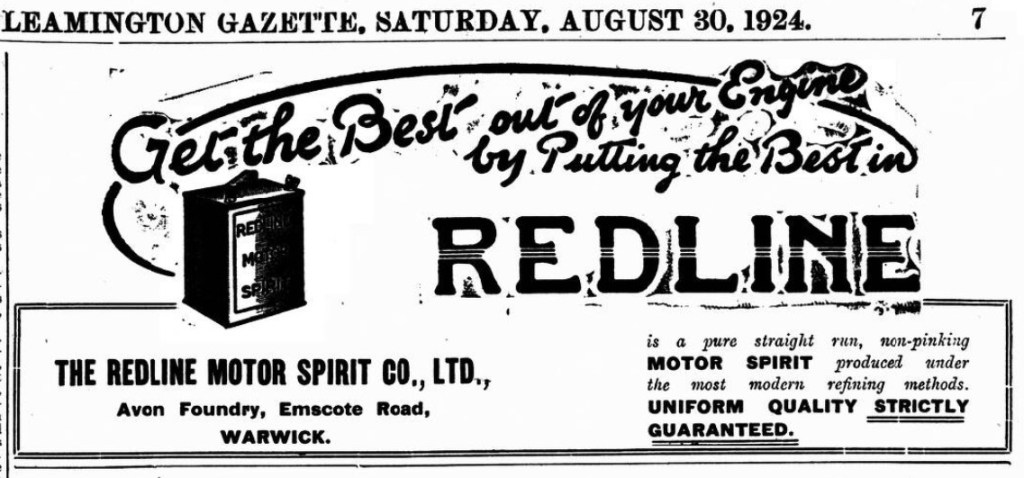 LEAMINGTON GAZETTE, SATURDAY, AUGUST 30, 1924. 7
Get the Best out of your Engine
by Putting the Best in
REDLINE
REDLINE
MOTOR
SPIRIT
THE REDLINE MOTOR SPIRIT CO., LTD.,
Avon Foundry, Emscote Road,
WARWICK.
is a pure straight run, non-pinking
MOTOR SPIRIT produced under
the most modern refining methods.
UNIFORM QUALITY STRICTLY
GUARANTEED.